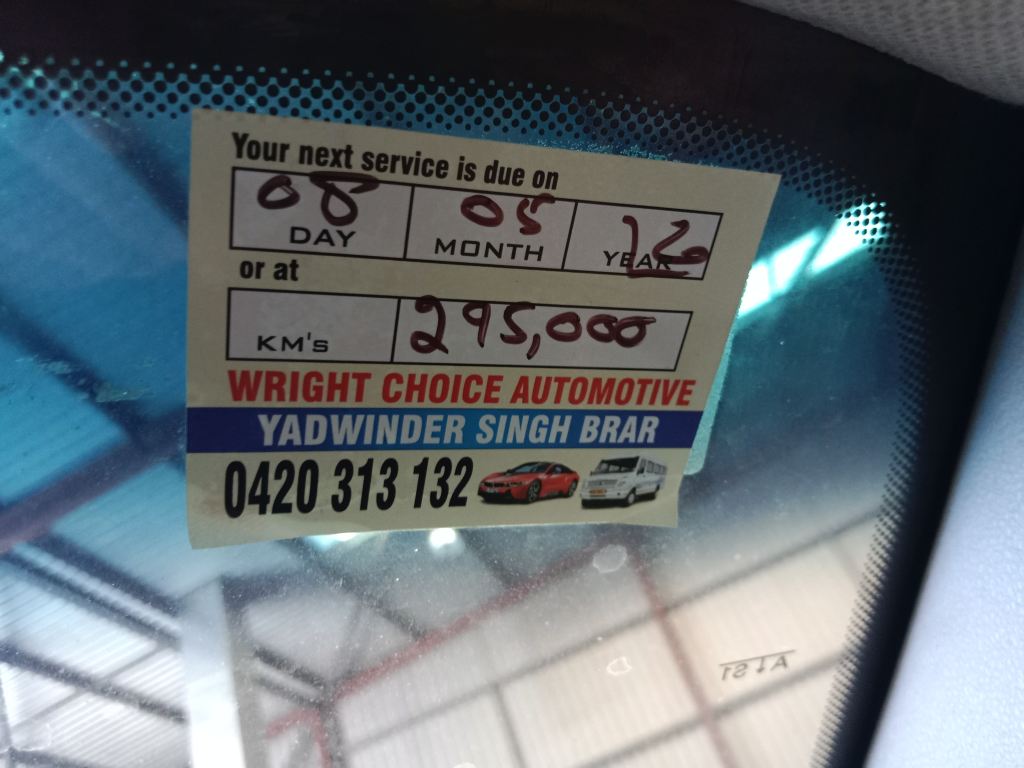 Your next service is due on
08 05 26
DAY MONTH YEAR
or at
KM's 295,000
WRIGHT CHOICE AUTOMOTIVE
YADWINDER SINGH BRAR
0420 313 132